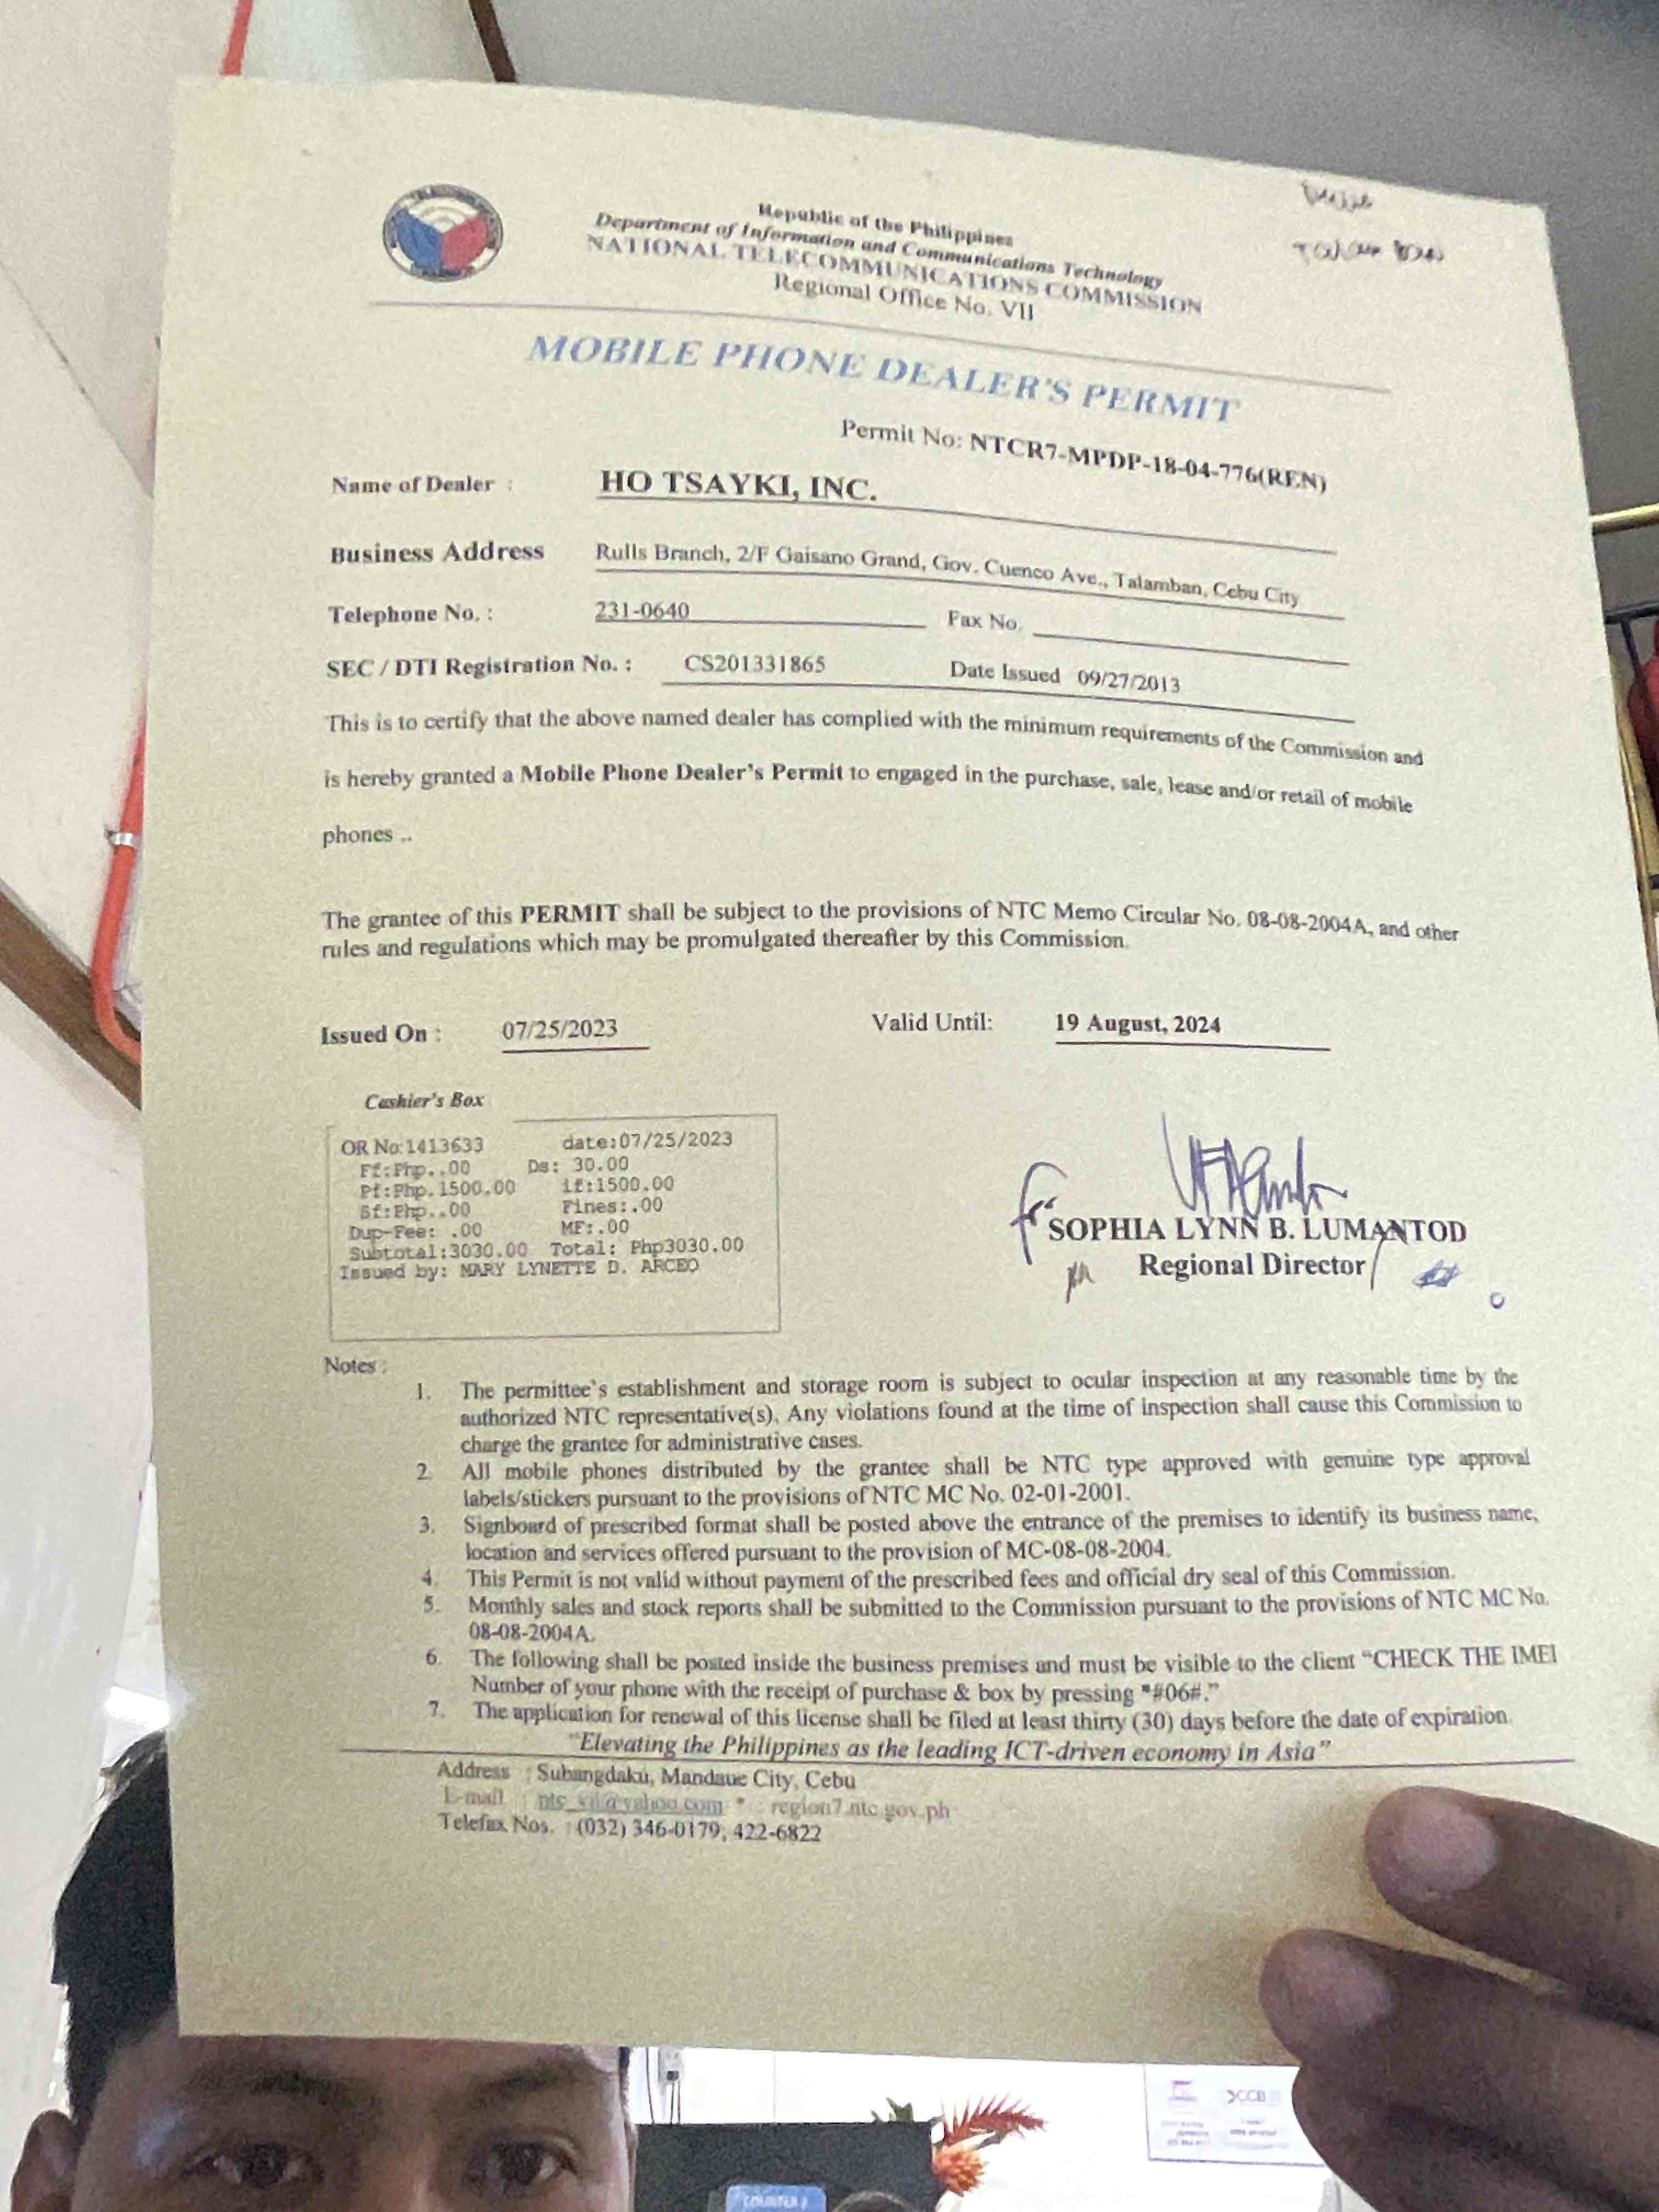 Republic of the Philippines
Department of Information and Communications Technology
NATIONAL TELECOMMUNICATIONS COMMISSION
Regional Office No. VII
MOBILE PHONE DEALER'S PERMIT
Permit No: NTCR7-MPDP-18-04-776(REN)
Name of Dealer : HO TSAYKI, INC.
Business Address Rulls Branch, 2/F Gaisano Grand, Gov. Cuenco Ave., Talamban, Cebu City
Telephone No. : 231-0640 Fax No.
SEC / DTI Registration No. : CS201331865 Date Issued 09/27/2013
This is to certify that the above named dealer has complied with the minimum requirements of the Commission and
is hereby granted a Mobile Phone Dealer's Permit to engaged in the purchase, sale, lease and/or retail of mobile
phones ..
The grantee of this PERMIT shall be subject to the provisions of NTC Memo Circular No. 08-08-2004A, and other
rules and regulations which may be promulgated thereafter by this Commission.
Issued On : 07/25/2023 Valid Until: 19 August, 2024
Cashier's Box
OR No:1413633 date:07/25/2023
Ff:Php..00 Ds: 30.00
Pf:Php.1500.00 if:1500.00
Sf:Php..00 Fines:.00
Dup-Fee: .00 MF:.00
Subtotal:3030.00 Total: Php3030.00
Issued by: MARY LYNETTE D. ARCEO
for
SOPHIA LYNN B. LUMANTOD
Regional Director
Notes :
1. The permittee's establishment and storage room is subject to ocular inspection at any reasonable time by the
authorized NTC representative(s). Any violations found at the time of inspection shall cause this Commission to
charge the grantee for administrative cases.
2. All mobile phones distributed by the grantee shall be NTC type approved with genuine type approval
labels/stickers pursuant to the provisions of NTC MC No. 02-01-2001.
3. Signboard of prescribed format shall be posted above the entrance of the premises to identify its business name,
location and services offered pursuant to the provision of MC-08-08-2004.
4. This Permit is not valid without payment of the prescribed fees and official dry seal of this Commission.
5. Monthly sales and stock reports shall be submitted to the Commission pursuant to the provisions of NTC MC No.
08-08-2004A.
6. The following shall be posted inside the business premises and must be visible to the client "CHECK THE IMEI
Number of your phone with the receipt of purchase & box by pressing *#06#."
7. The application for renewal of this license shall be filed at least thirty (30) days before the date of expiration.
"Elevating the Philippines as the leading ICT-driven economy in Asia"
Address : Subangdaku, Mandaue City, Cebu
E-mail : ntc_vii@yahoo.com * : region7.ntc.gov.ph
Telefax Nos. : (032) 346-0179; 422-6822
COUNTER 2